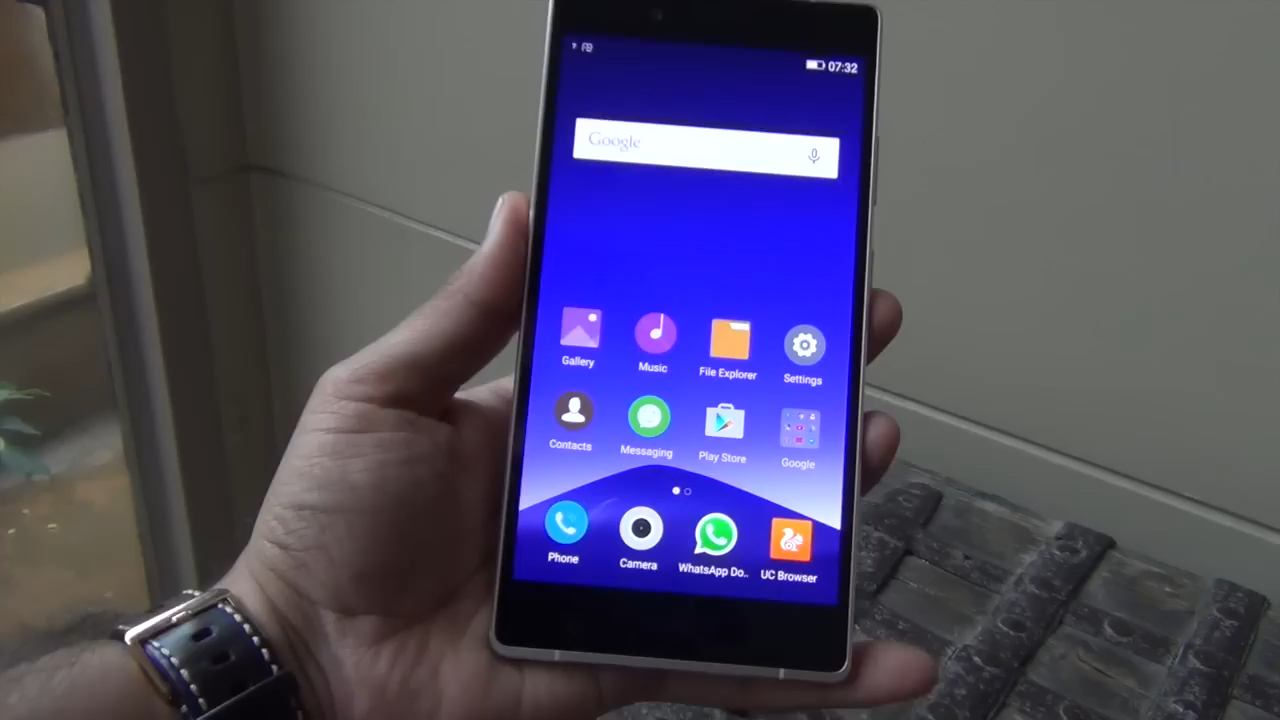 07:32
Google
Gallery
Music
File Explorer
Settings
Contacts
Messaging
Play Store
Google
Phone
Camera
WhatsApp Do..
UC Browser